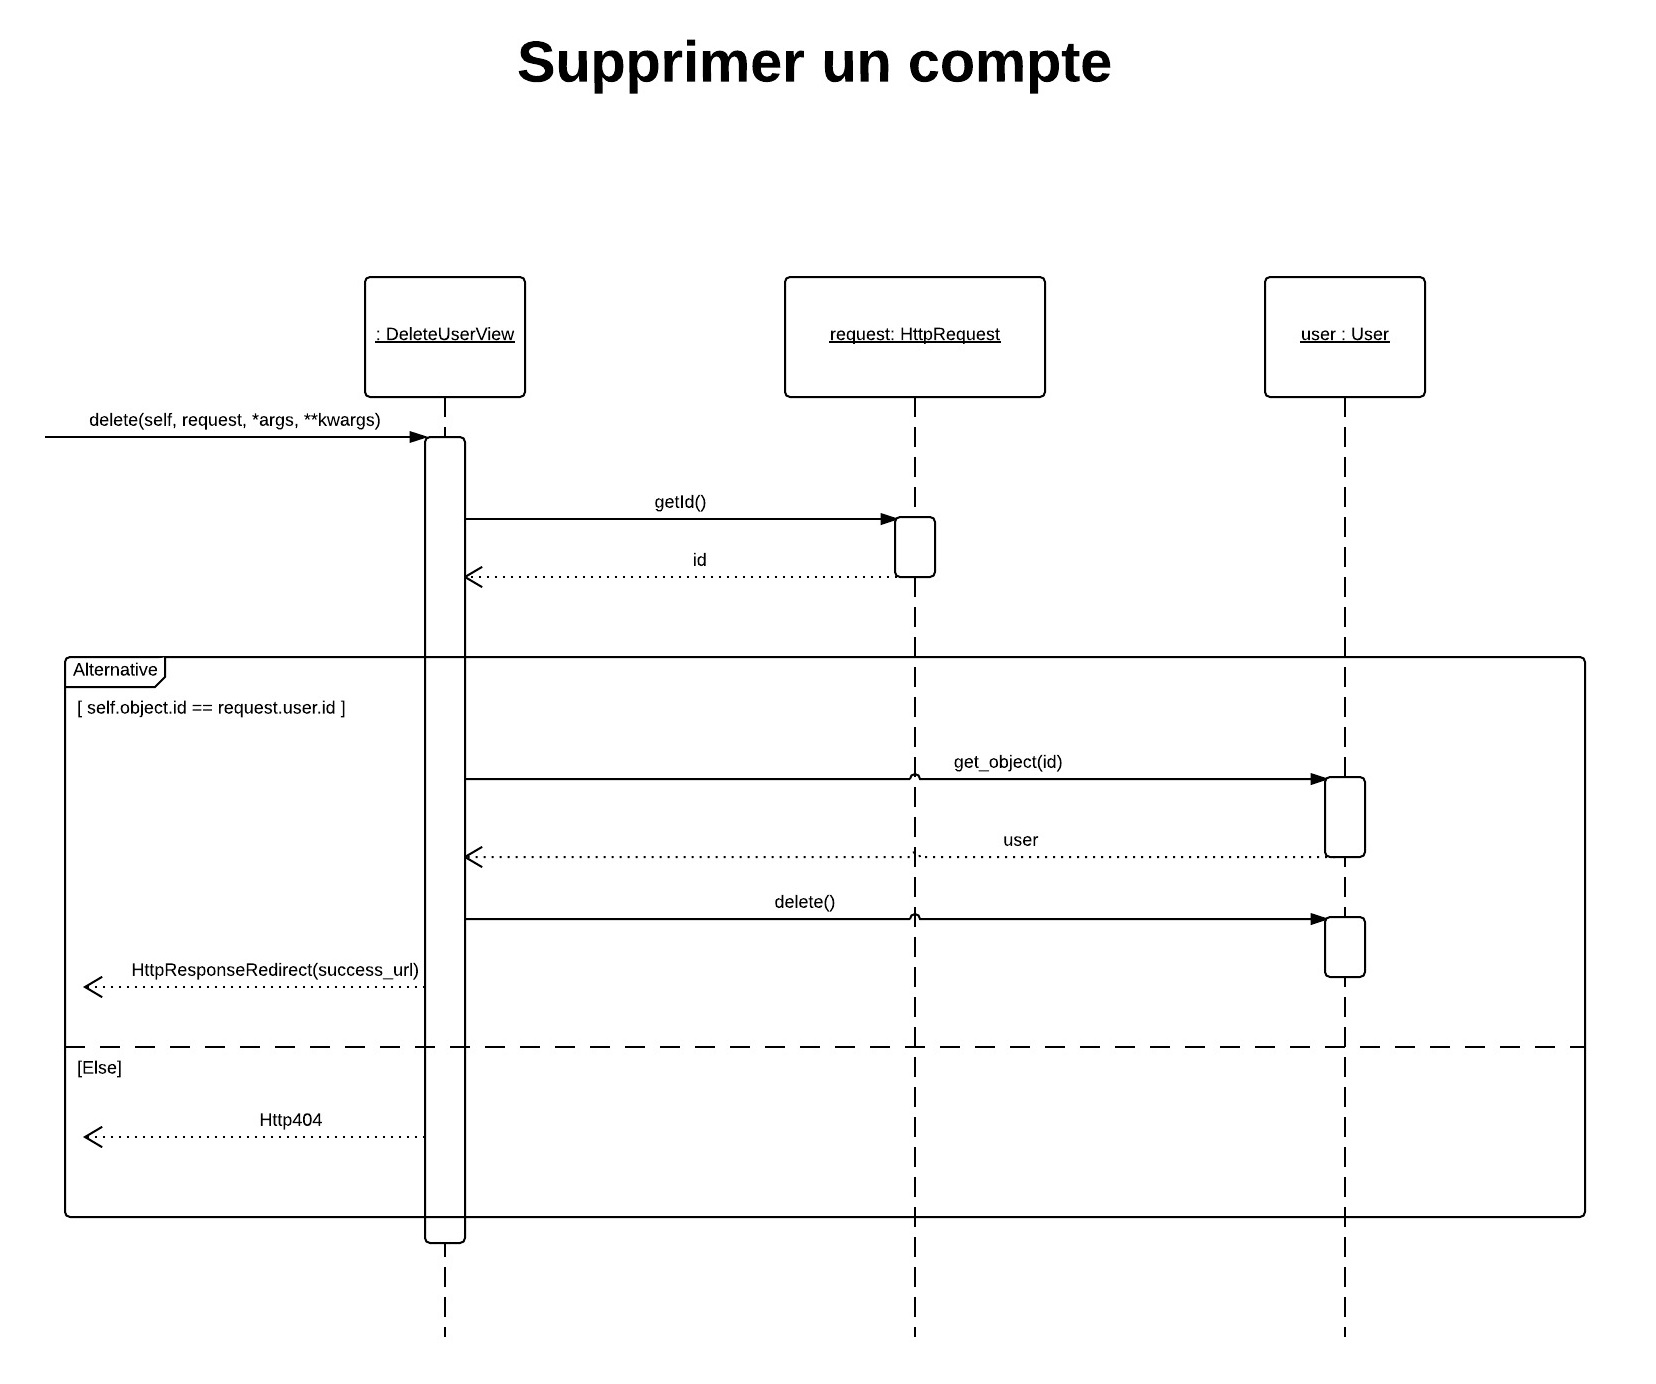 Supprimer un compte
: DeleteUserView
request: HttpRequest
user : User
delete(self, request, *args, **kwargs)
getId()
id
Alternative
[ self.object.id == request.user.id ]
get_object(id)
user
delete()
HttpResponseRedirect(success_url)
[Else]
Http404